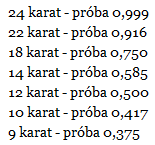 24 karat - próba 0,999
22 karat - próba 0,916
18 karat - próba 0,750
14 karat - próba 0,585
12 karat - próba 0,500
10 karat - próba 0,417
9 karat - próba 0,375